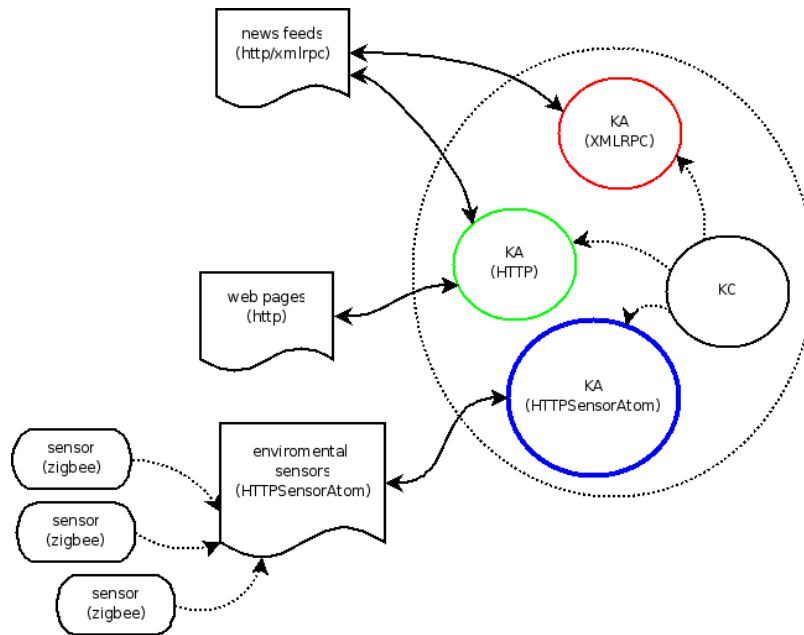 news feeds
(http/xmlrpc)
KA
(XMLRPC)
KA
(HTTP)
KC
web pages
(http)
KA
(HTTPSensorAtom)
enviromental
sensors
(HTTPSensorAtom)
sensor
(zigbee)
sensor
(zigbee)
sensor
(zigbee)